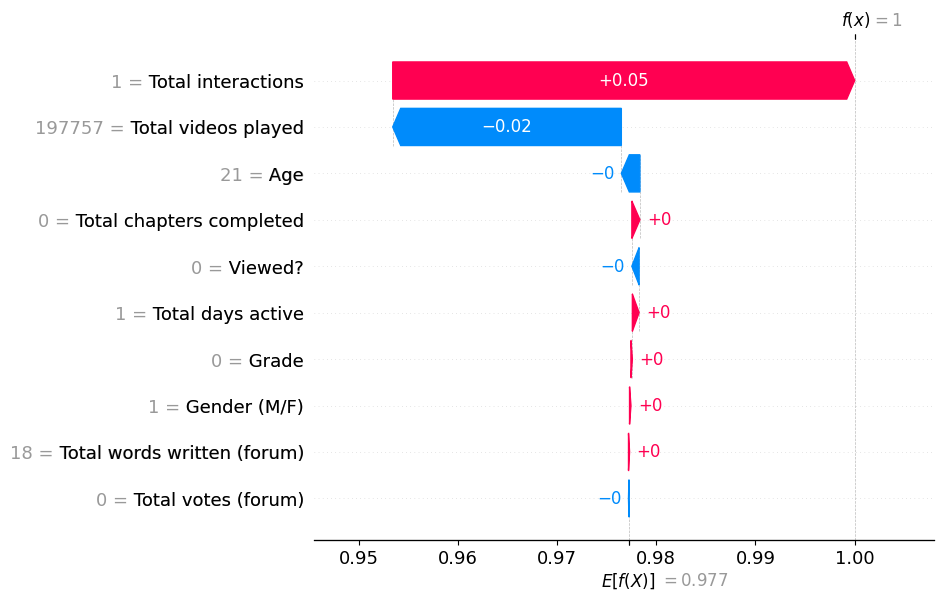 f(x) = 1
1 = Total interactions
+0.05
197757 = Total videos played
−0.02
21 = Age
−0
0 = Total chapters completed
+0
0 = Viewed?
−0
1 = Total days active
+0
0 = Grade
+0
1 = Gender (M/F)
+0
18 = Total words written (forum)
+0
0 = Total votes (forum)
−0
0.95 0.96 0.97 0.98 0.99 1.00
E[f(X)] = 0.977